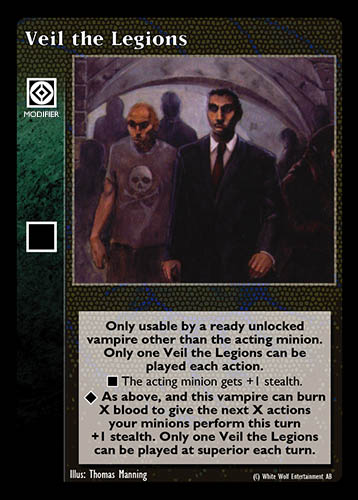 Veil the Legions
MODIFIER
Only usable by a ready unlocked
vampire other than the acting minion.
Only one Veil the Legions can be
played each action.
The acting minion gets +1 stealth.
As above, and this vampire can burn
X blood to give the next X actions
your minions perform this turn
+1 stealth. Only one Veil the Legions
can be played at superior each turn.
Illus: Thomas Manning
(C) White Wolf Entertainment AB